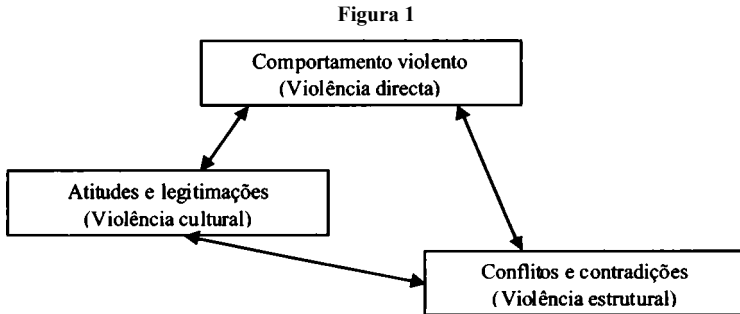 Figura 1
Comportamento violento
(Violência directa)
Atitudes e legitimações
(Violência cultural)
Conflitos e contradições
(Violência estrutural)